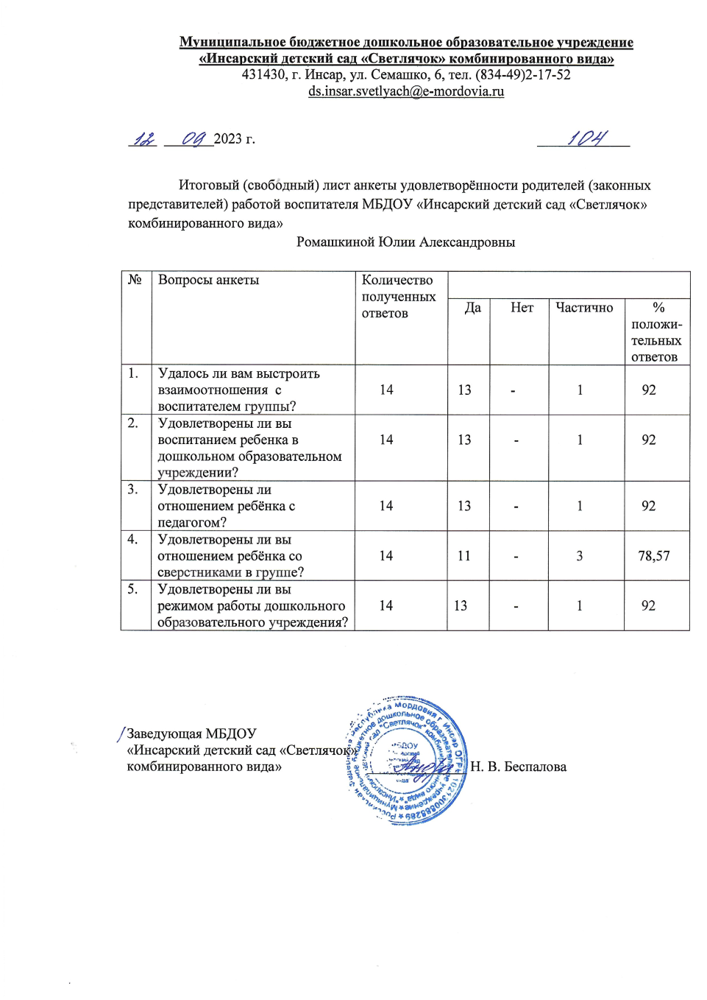 Муниципальное бюджетное дошкольное образовательное учреждение
«Инсарский детский сад «Светлячок» комбинированного вида»
431430, г. Инсар, ул. Семашко, 6, тел. (834-49)2-17-52
ds.insar.svetlyach@e-mordovia.ru
12 09 2023 г. 104
Итоговый (свободный) лист анкеты удовлетворённости родителей (законных
представителей) работой воспитателя МБДОУ «Инсарский детский сад «Светлячок»
комбинированного вида»
Ромашкиной Юлии Александровны
№ Вопросы анкеты Количество
полученных
ответов
Да Нет Частично %
положи-
тельных
ответов
1. Удалось ли вам выстроить
взаимоотношения с 14 13 - 1 92
воспитателем группы?
2. Удовлетворены ли вы
воспитанием ребенка в 14 13 - 1 92
дошкольном образовательном
учреждении?
3. Удовлетворены ли
отношением ребёнка с 14 13 - 1 92
педагогом?
4. Удовлетворены ли вы
отношением ребёнка со 14 11 - 3 78,57
сверстниками в группе?
5. Удовлетворены ли вы
режимом работы дошкольного 14 13 - 1 92
образовательного учреждения?
Заведующая МБДОУ
«Инсарский детский сад «Светлячок»
комбинированного вида» Н. В. Беспалова